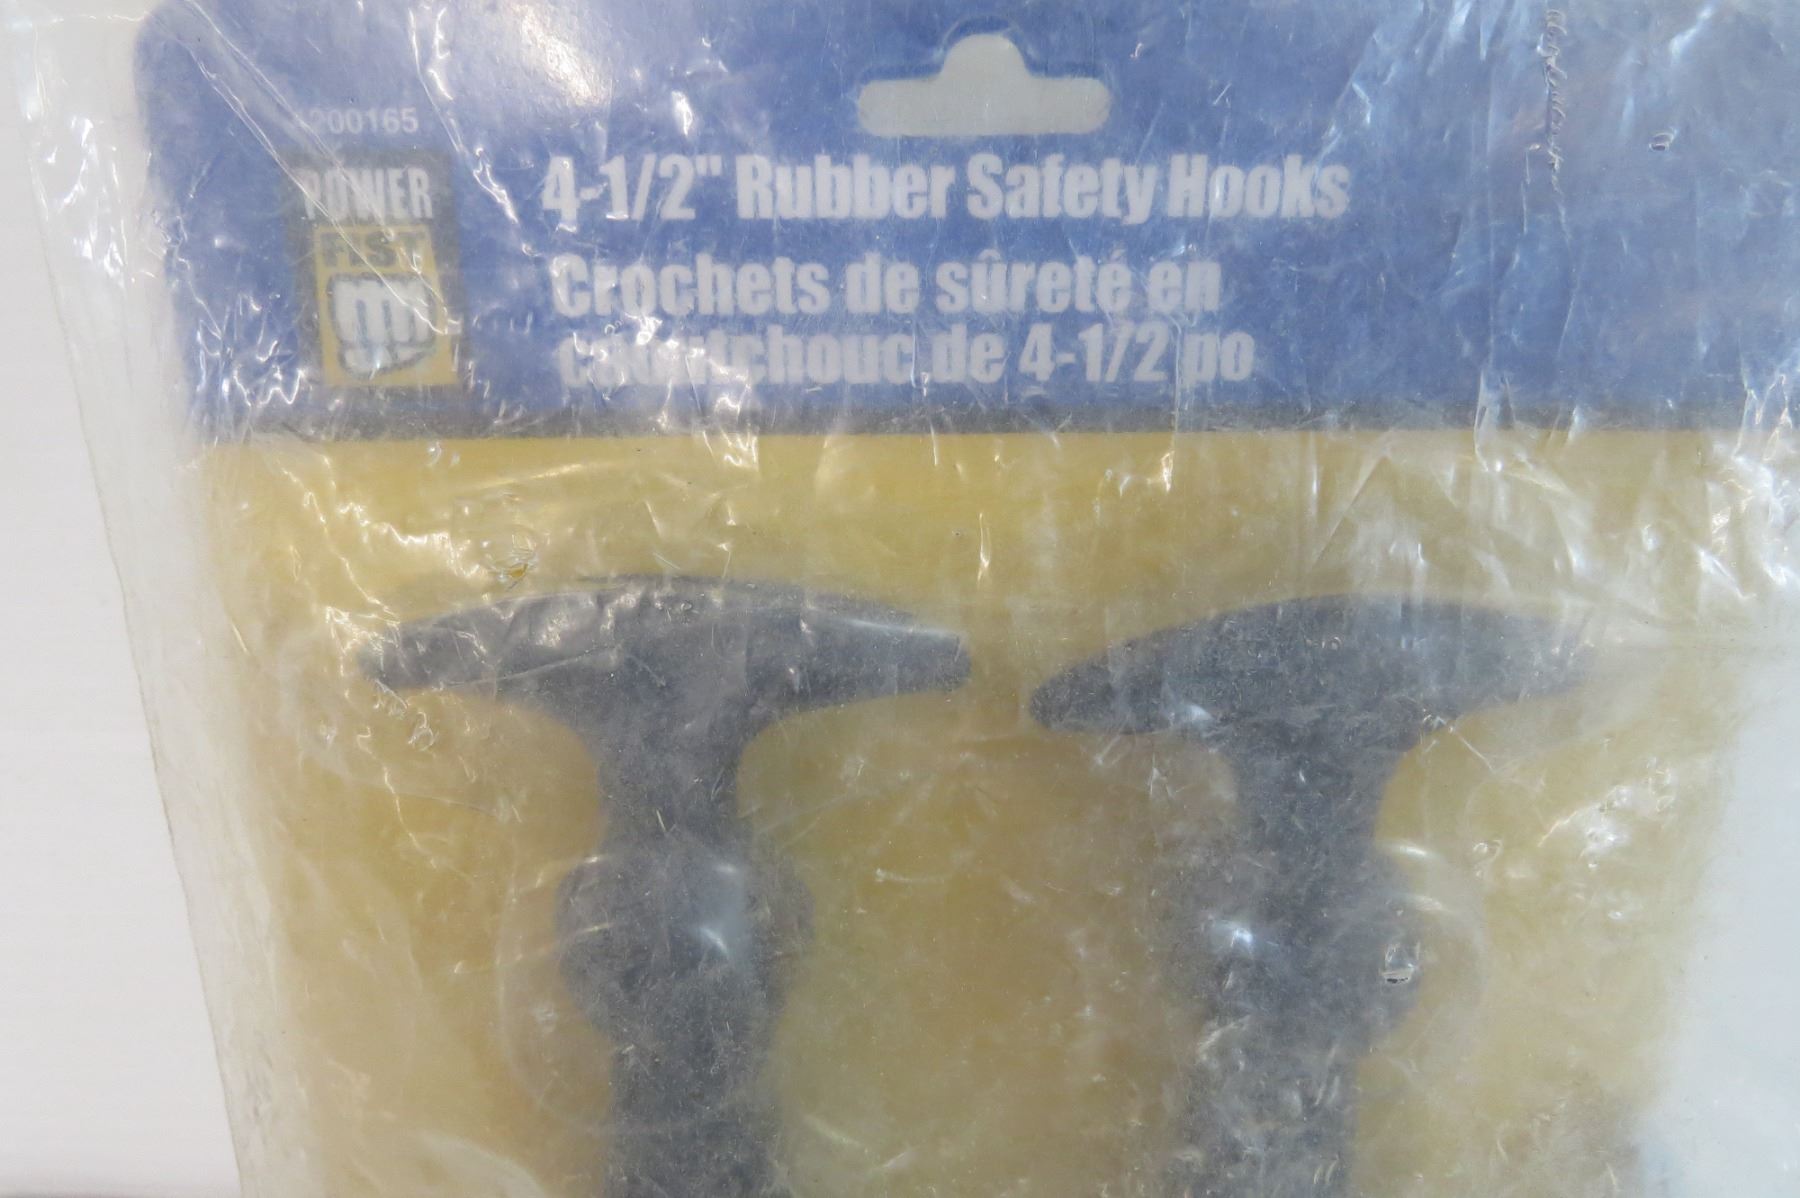 200165
POWER
FIST
4-1/2" Rubber Safety Hooks
Crochets de sûreté en
caoutchouc de 4-1/2 po